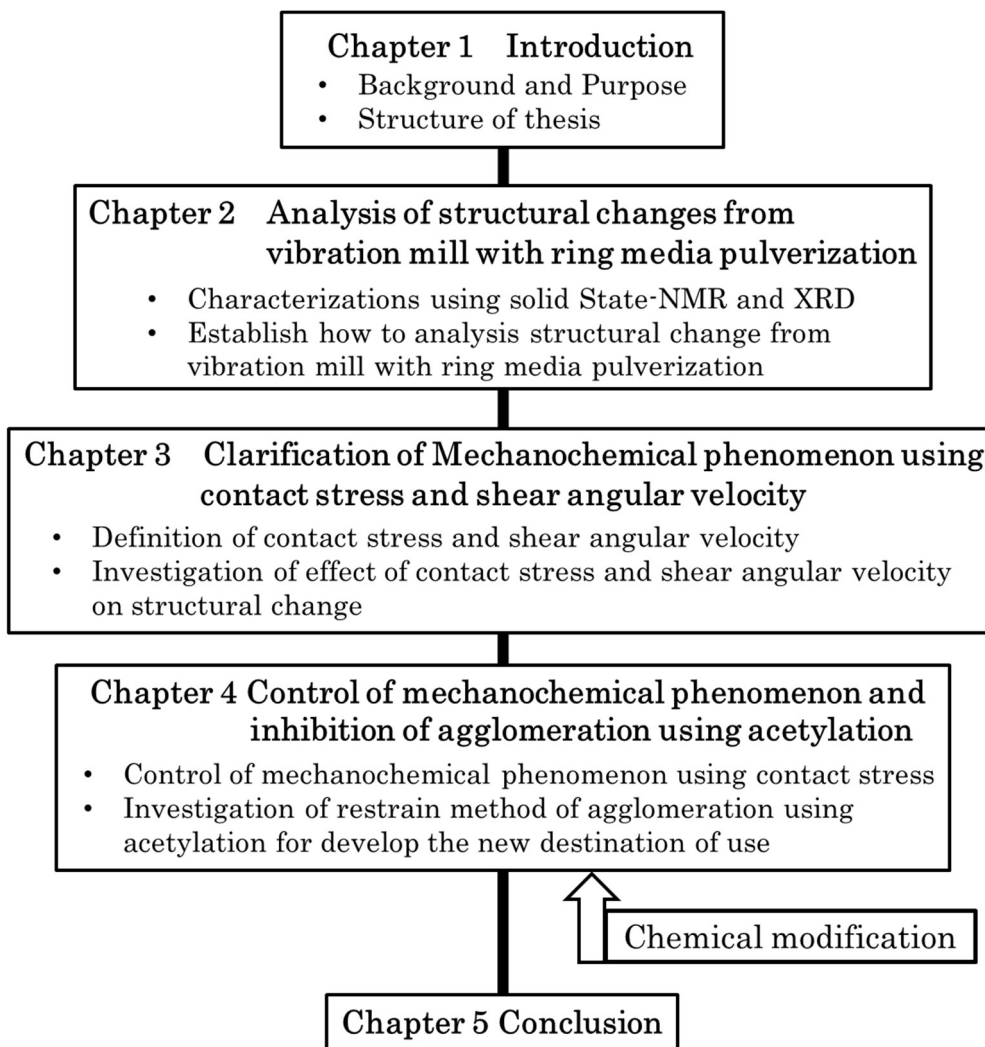 Chapter 1 Introduction
• Background and Purpose
• Structure of thesis
Chapter 2 Analysis of structural changes from
vibration mill with ring media pulverization
• Characterizations using solid State-NMR and XRD
• Establish how to analysis structural change from
vibration mill with ring media pulverization
Chapter 3 Clarification of Mechanochemical phenomenon using
contact stress and shear angular velocity
• Definition of contact stress and shear angular velocity
• Investigation of effect of contact stress and shear angular velocity
on structural change
Chapter 4 Control of mechanochemical phenomenon and
inhibition of agglomeration using acetylation
• Control of mechanochemical phenomenon using contact stress
• Investigation of restrain method of agglomeration using
acetylation for develop the new destination of use
Chemical modification
Chapter 5 Conclusion